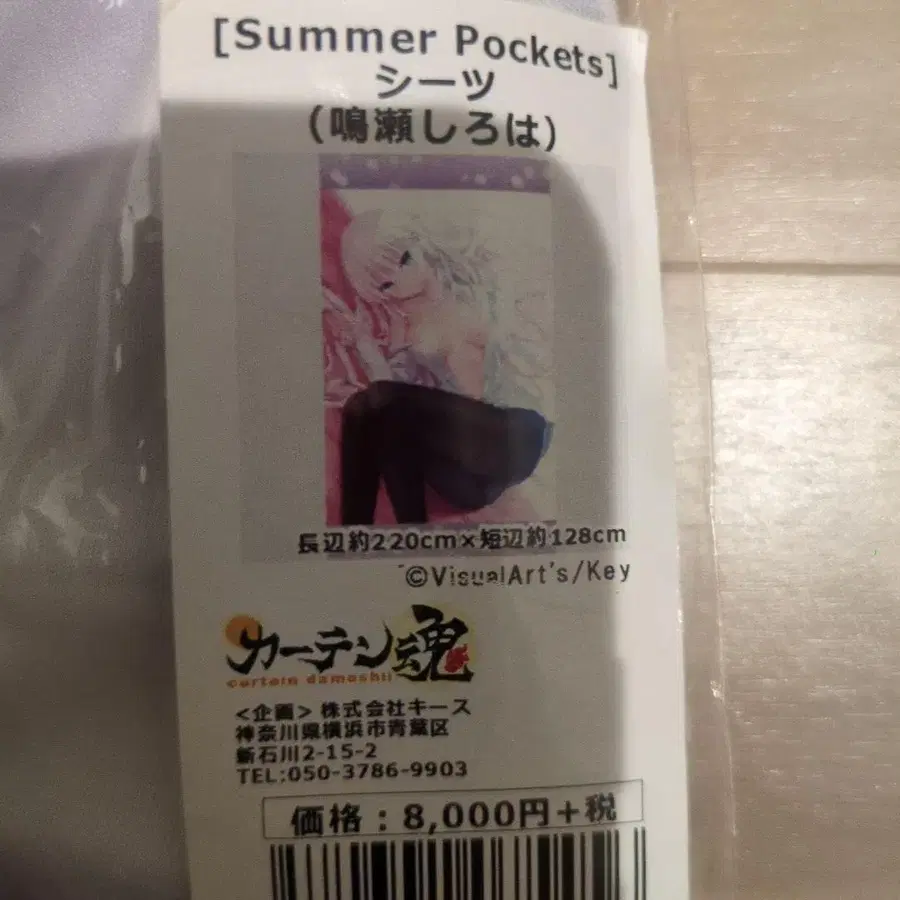 [Summer Pockets]
シーツ
(鳴瀬しろは)
長辺約220cm×短辺約128cm
©VisualArt's/Key
カーテン魂
curtain damashii
<企画> 株式会社キース
神奈川県横浜市青葉区
新石川2-15-2
TEL:050-3786-9903
価格:8,000円+税